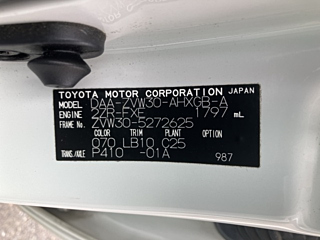 TOYOTA MOTOR CORPORATION JAPAN
MODEL DAA-ZVW30-AHXGB-A
ENGINE 2ZR-FXE 1797 mL
FRAME No. ZVW30-5272625
COLOR TRIM PLANT OPTION
070 LB10 C25
TRANS./AXLE P410 -01A 987